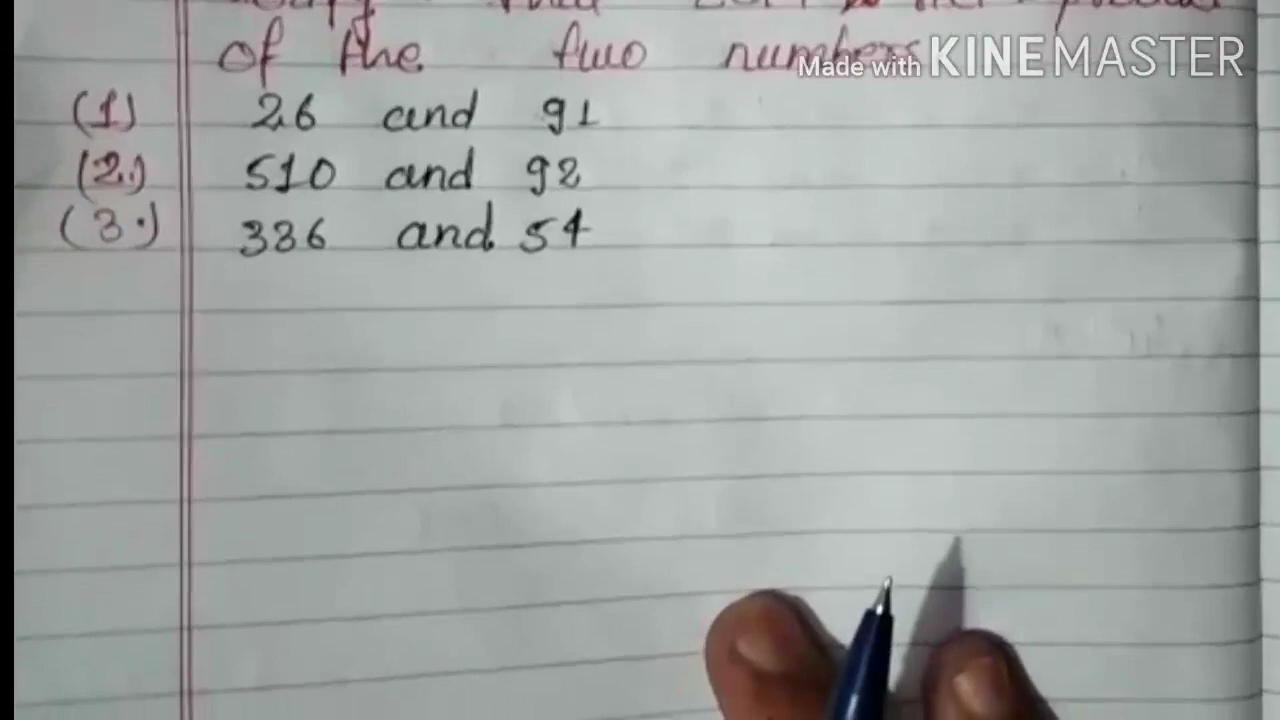 of the two numbers
Made with KINEMASTER
(1) 26 and 91
(2.) 510 and 92
(3.) 336 and 54